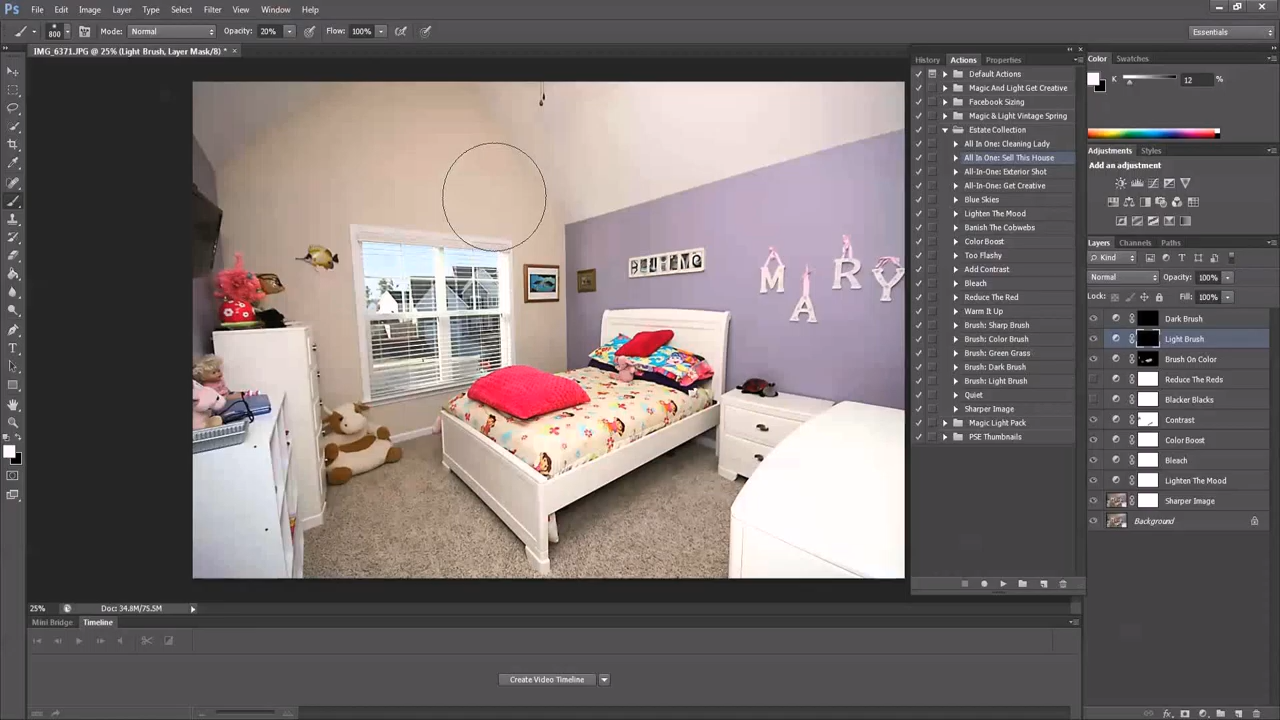 Ps File Edit Image Layer Type Select Filter View Window Help
800 Mode: Normal Opacity: 20% Flow: 100% Essentials
IMG_6371.JPG @ 25% (Light Brush, Layer Mask/8) * ×
History Actions Properties
Default Actions
Magic And Light Get Creative
Facebook Sizing
Magic & Light Vintage Spring
Estate Collection
All In One: Cleaning Lady
All In One: Sell This House
All-In-One: Exterior Shot
All-In-One: Get Creative
Blue Skies
Lighten The Mood
Banish The Cobwebs
Color Boost
Too Flashy
Add Contrast
Bleach
Reduce The Red
Warm It Up
Brush: Sharp Brush
Brush: Color Brush
Brush: Green Grass
Brush: Dark Brush
Brush: Light Brush
Quiet
Sharper Image
Magic Light Pack
PSE Thumbnails
Color Swatches
K 12 %
Adjustments Styles
Add an adjustment
Layers Channels Paths
Kind
Normal Opacity: 100%
Lock: Fill: 100%
Dark Brush
Light Brush
Brush On Color
Reduce The Reds
Blacker Blacks
Contrast
Color Boost
Bleach
Lighten The Mood
Sharper Image
Background
MARY
25% Doc: 34.8M/75.5M
Mini Bridge Timeline
Create Video Timeline
fx